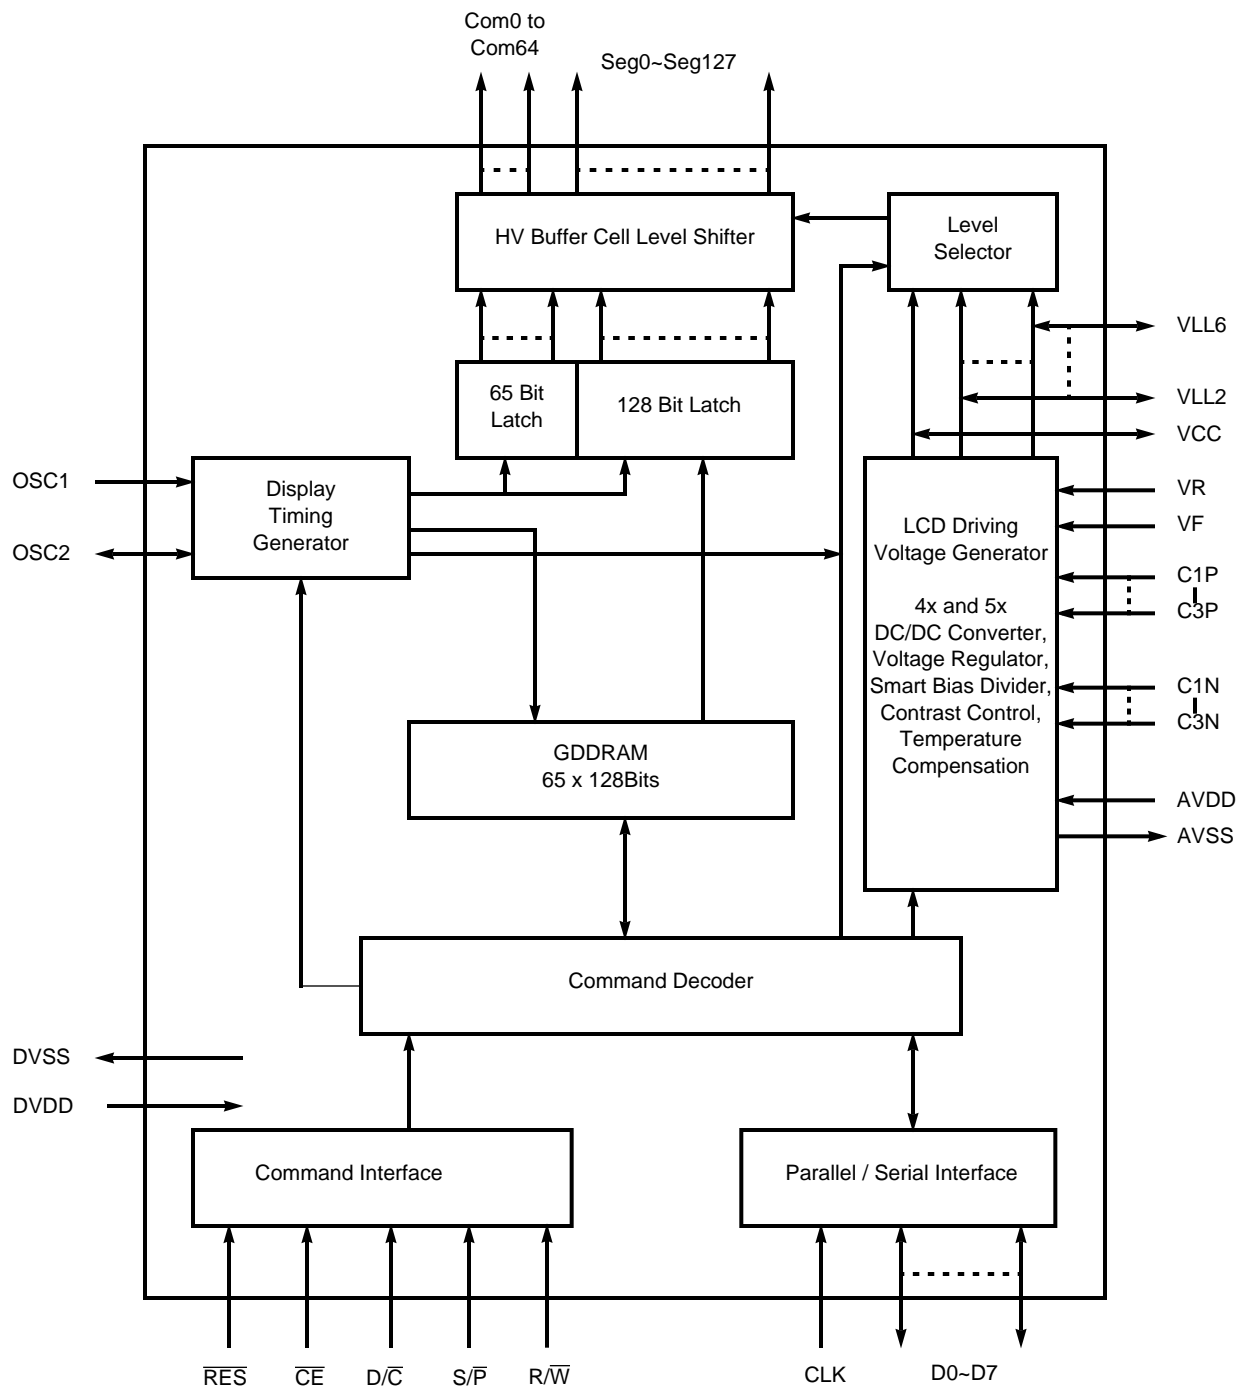 Com0 to
Com64
Seg0~Seg127
HV Buffer Cell Level Shifter
Level
Selector
VLL6
65 Bit
Latch
128 Bit Latch
VLL2
VCC
OSC1
Display
Timing
Generator
OSC2
VR
VF
LCD Driving
Voltage Generator
4x and 5x
DC/DC Converter,
Voltage Regulator,
Smart Bias Divider,
Contrast Control,
Temperature
Compensation
C1P
C3P
C1N
C3N
GDDRAM
65 x 128Bits
AVDD
AVSS
Command Decoder
DVSS
DVDD
Command Interface
Parallel / Serial Interface
R̅E̅S̅
C̅E̅
D/C̅
S/P̅
R/W̅
CLK
D0~D7